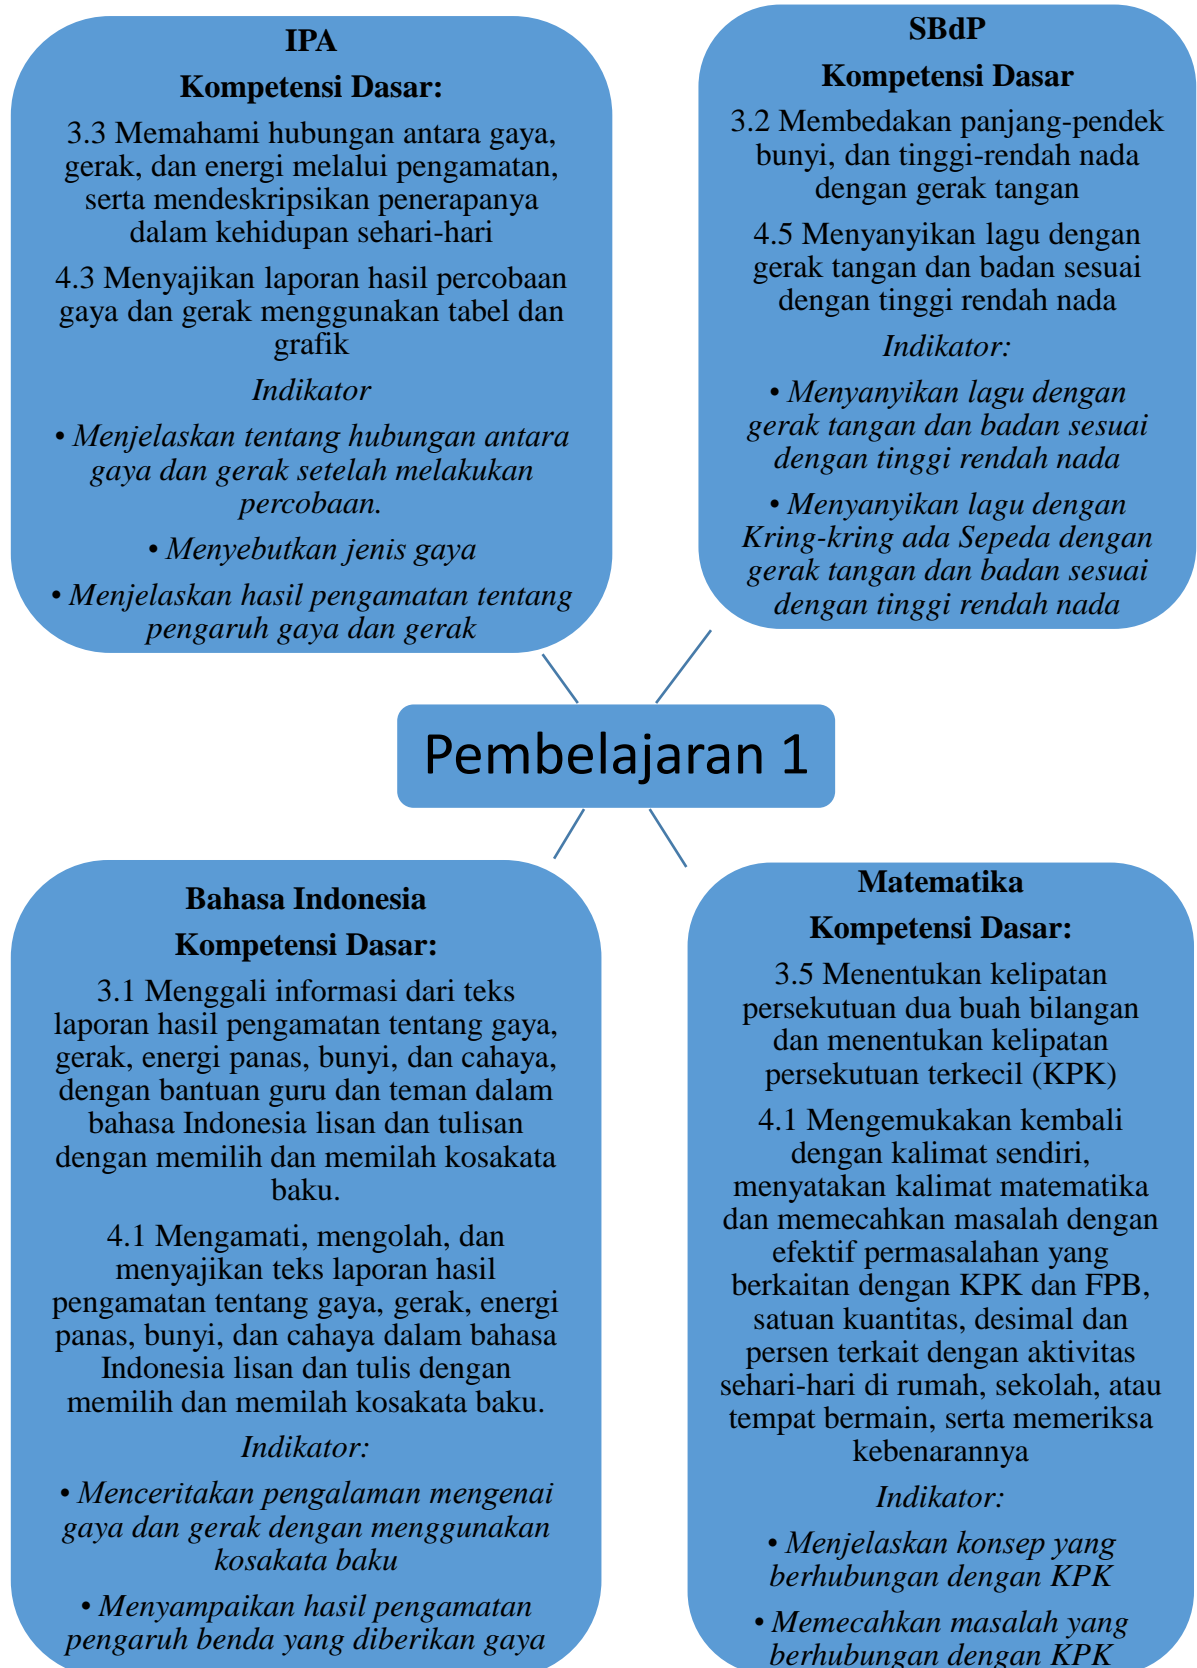 IPA
Kompetensi Dasar:
3.3 Memahami hubungan antara gaya,
gerak, dan energi melalui pengamatan,
serta mendeskripsikan penerapanya
dalam kehidupan sehari-hari
4.3 Menyajikan laporan hasil percobaan
gaya dan gerak menggunakan tabel dan
grafik
Indikator
• Menjelaskan tentang hubungan antara
gaya dan gerak setelah melakukan
percobaan.
• Menyebutkan jenis gaya
• Menjelaskan hasil pengamatan tentang
pengaruh gaya dan gerak
SBdP
Kompetensi Dasar
3.2 Membedakan panjang-pendek
bunyi, dan tinggi-rendah nada
dengan gerak tangan
4.5 Menyanyikan lagu dengan
gerak tangan dan badan sesuai
dengan tinggi rendah nada
Indikator:
• Menyanyikan lagu dengan
gerak tangan dan badan sesuai
dengan tinggi rendah nada
• Menyanyikan lagu dengan
Kring-kring ada Sepeda dengan
gerak tangan dan badan sesuai
dengan tinggi rendah nada
Pembelajaran 1
Bahasa Indonesia
Kompetensi Dasar:
3.1 Menggali informasi dari teks
laporan hasil pengamatan tentang gaya,
gerak, energi panas, bunyi, dan cahaya,
dengan bantuan guru dan teman dalam
bahasa Indonesia lisan dan tulisan
dengan memilih dan memilah kosakata
baku.
4.1 Mengamati, mengolah, dan
menyajikan teks laporan hasil
pengamatan tentang gaya, gerak, energi
panas, bunyi, dan cahaya dalam bahasa
Indonesia lisan dan tulis dengan
memilih dan memilah kosakata baku.
Indikator:
• Menceritakan pengalaman mengenai
gaya dan gerak dengan menggunakan
kosakata baku
• Menyampaikan hasil pengamatan
pengaruh benda yang diberikan gaya
Matematika
Kompetensi Dasar:
3.5 Menentukan kelipatan
persekutuan dua buah bilangan
dan menentukan kelipatan
persekutuan terkecil (KPK)
4.1 Mengemukakan kembali
dengan kalimat sendiri,
menyatakan kalimat matematika
dan memecahkan masalah dengan
efektif permasalahan yang
berkaitan dengan KPK dan FPB,
satuan kuantitas, desimal dan
persen terkait dengan aktivitas
sehari-hari di rumah, sekolah, atau
tempat bermain, serta memeriksa
kebenarannya
Indikator:
• Menjelaskan konsep yang
berhubungan dengan KPK
• Memecahkan masalah yang
berhubungan dengan KPK